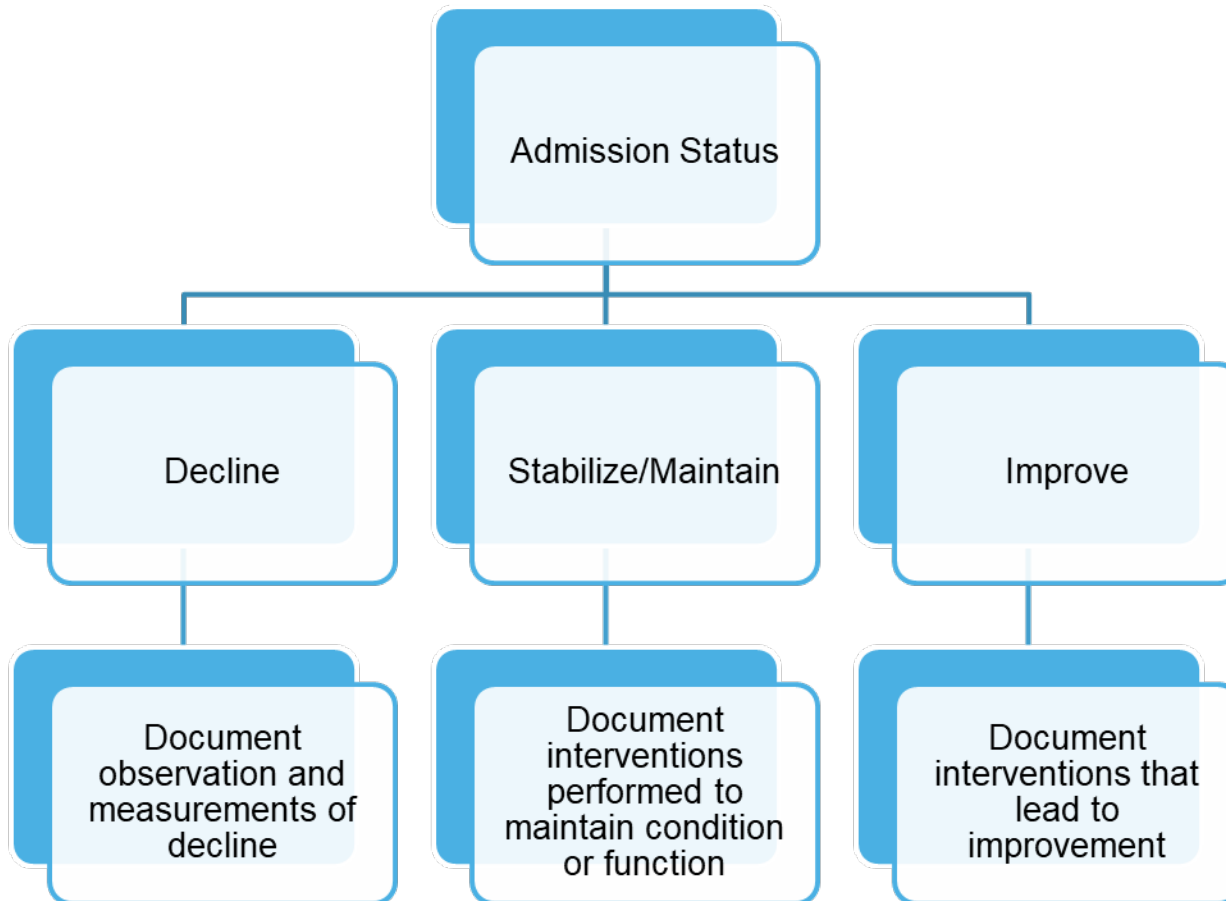 Admission Status
Decline
Stabilize/Maintain
Improve
Document
observation and
measurements of
decline
Document
interventions
performed to
maintain condition
or function
Document
interventions that
lead to
improvement